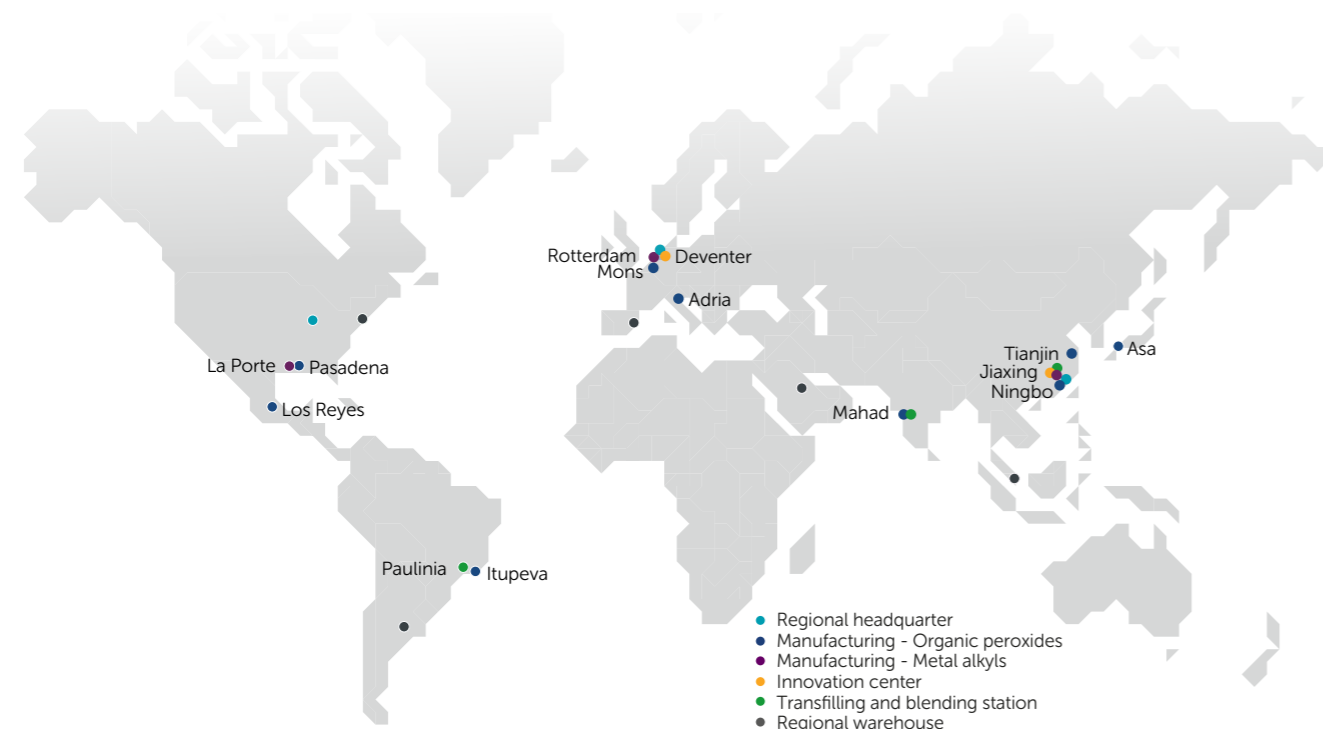 Rotterdam
Deventer
Mons
Adria
La Porte
Pasadena
Los Reyes
Tianjin
Asa
Jiaxing
Ningbo
Mahad
Paulinia
Itupeva
Regional headquarter
Manufacturing - Organic peroxides
Manufacturing - Metal alkyls
Innovation center
Transfilling and blending station
Regional warehouse